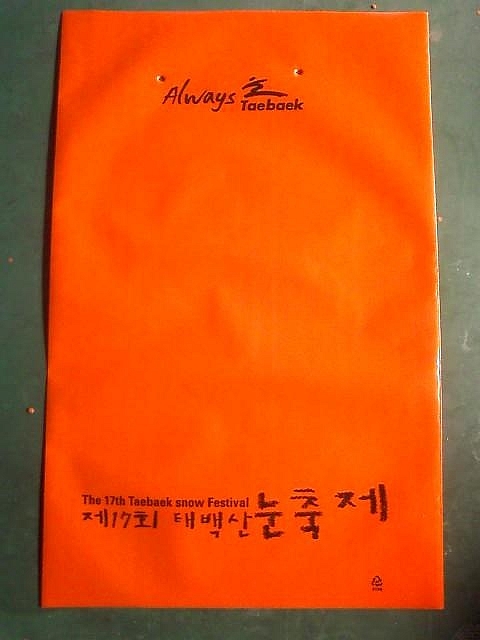 Always
Taebaek
The 17th Taebaek snow Festival
제17회 태백산눈축제